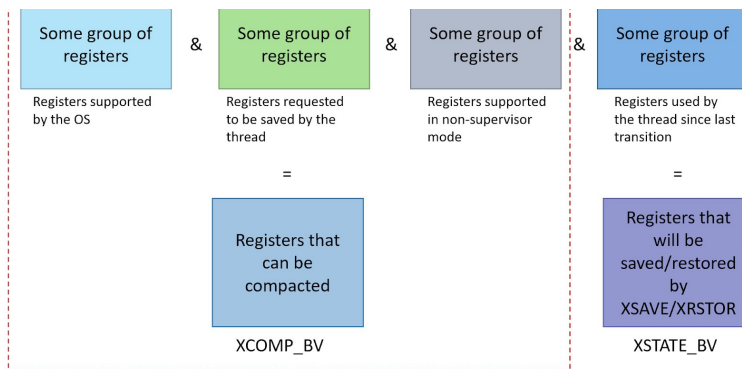 Some group of
registers
&
Some group of
registers
&
Some group of
registers
&
Some group of
registers
Registers supported
by the OS
Registers requested
to be saved by the
thread
Registers supported
in non-supervisor
mode
Registers used by
the thread since last
transition
=
=
Registers that
can be
compacted
Registers that
will be
saved/restored
by
XSAVE/XRSTOR
XCOMP_BV
XSTATE_BV